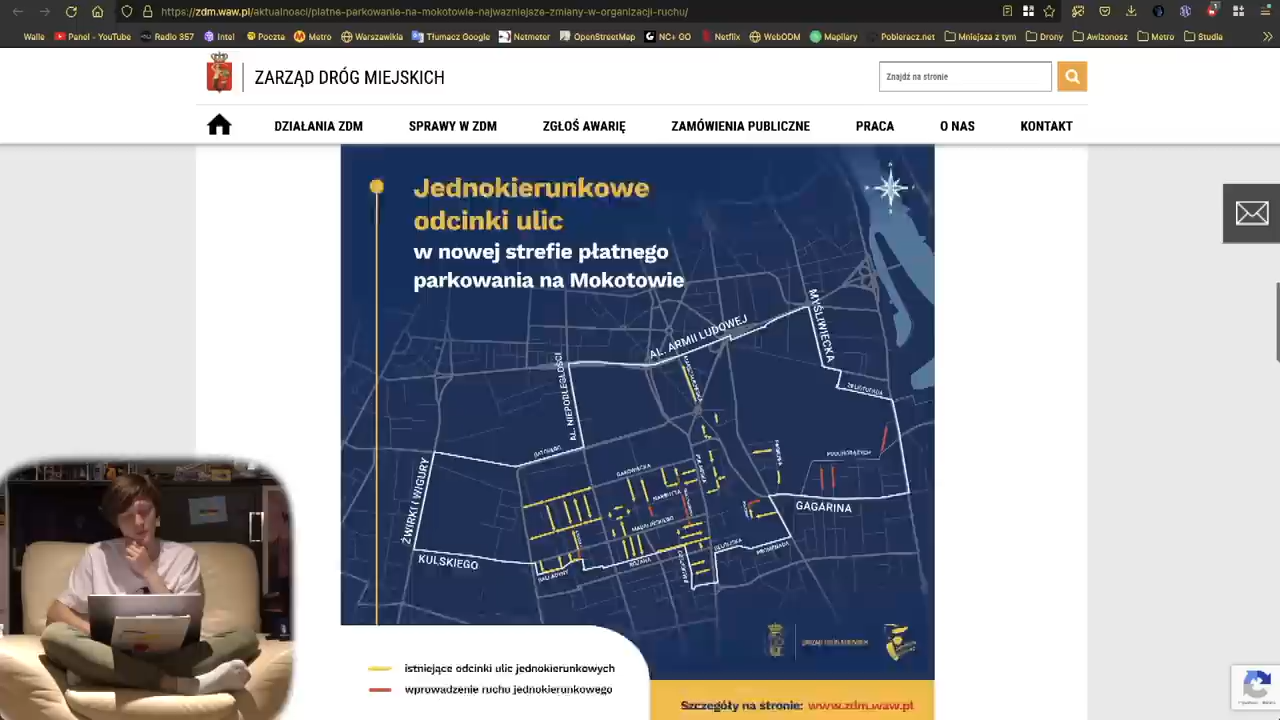 https://zdm.waw.pl/aktualnosci/platne-parkowanie-na-mokotowie-najwazniejsze-zmiany-w-organizacji-ruchu/
Walle Panel - YouTube Radio 357 Intel Poczta Metro Warszawikia Tłumacz Google Netmeter OpenStreetMap NC+ GO Netflix WebODM Mapillary Pobieracz.net Mniejsza z tym Drony Awizonosz Metro Studia
ZARZĄD DRÓG MIEJSKICH
Znajdź na stronie
DZIAŁANIA ZDM SPRAWY W ZDM ZGŁOŚ AWARIĘ ZAMÓWIENIA PUBLICZNE PRACA O NAS KONTAKT
Jednokierunkowe
odcinki ulic
w nowej strefie płatnego
parkowania na Mokotowie
MYŚLIWIECKA
AL. ARMII LUDOWEJ
AL. NIEPODLEGŁOŚCI
ŻWIRKI I WIGURY
GAGARINA
KULSKIEGO
istniejące odcinki ulic jednokierunkowych
wprowadzenie ruchu jednokierunkowego
Szczegóły na stronie: www.zdm.waw.pl